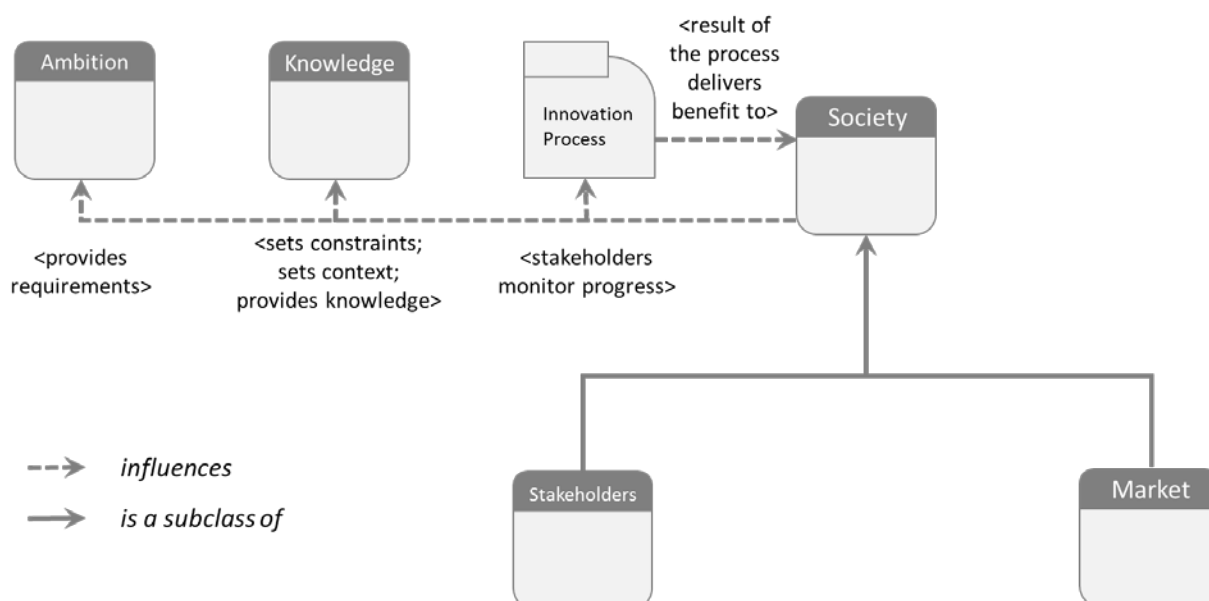 Ambition
Knowledge
Innovation
Process
<result of
the process
delivers
benefit to>
Society
<provides
requirements>
<sets constraints;
sets context;
provides knowledge>
<stakeholders
monitor progress>
influences
is a subclass of
Stakeholders
Market